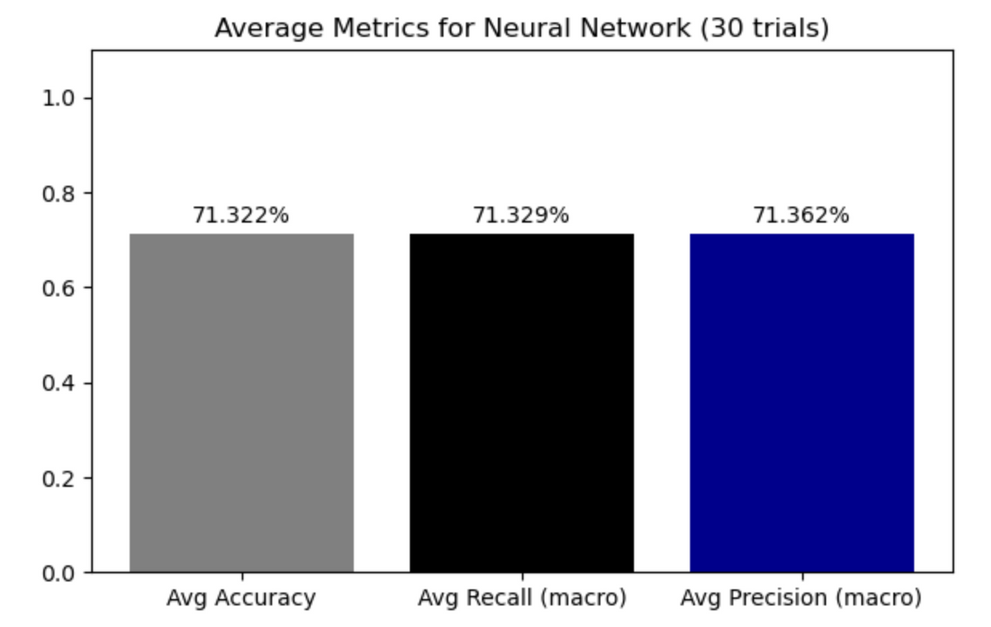 Average Metrics for Neural Network (30 trials)
1.0
0.8
71.322% 71.329% 71.362%
0.6
0.4
0.2
0.0
Avg Accuracy Avg Recall (macro) Avg Precision (macro)